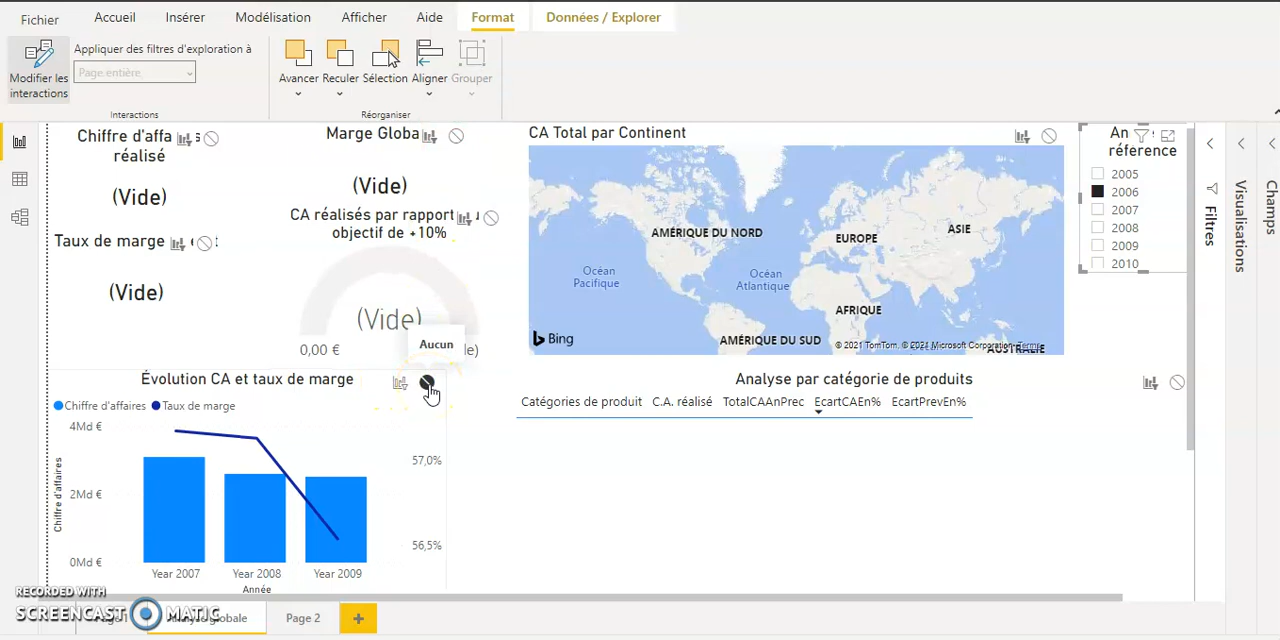 Fichier
Accueil
Insérer
Modélisation
Afficher
Aide
Format
Données / Explorer
Modifier les
interactions
Appliquer des filtres d'exploration à
Page entière
Interactions
Avancer
Reculer
Sélection
Aligner
Grouper
Réorganiser
Chiffre d'affa
réalisé
(Vide)
Marge Globa
(Vide)
CA réalisés par rapport
objectif de +10%
Taux de marge
(Vide)
(Vide)
0,00 €
Aucun
CA Total par Continent
AMÉRIQUE DU NORD
EUROPE
ASIE
Océan
Pacifique
Océan
Atlantique
AFRIQUE
AMÉRIQUE DU SUD
AUSTRALIE
Bing
© 2021 TomTom, © 2021 Microsoft Corporation Terms
réference
2005
2006
2007
2008
2009
2010
Filtres
Visualisations
Champs
Évolution CA et taux de marge
Chiffre d'affaires
Taux de marge
4Md €
2Md €
0Md €
57,0%
56,5%
Chiffre d'affaires
Year 2007
Year 2008
Year 2009
Année
Analyse par catégorie de produits
Catégories de produit
C.A. réalisé
TotalCAAnPrec
EcartCAEn%
EcartPrevEn%
RECORDED WITH
SCREENCAST MATIC
globale
Page 2
+